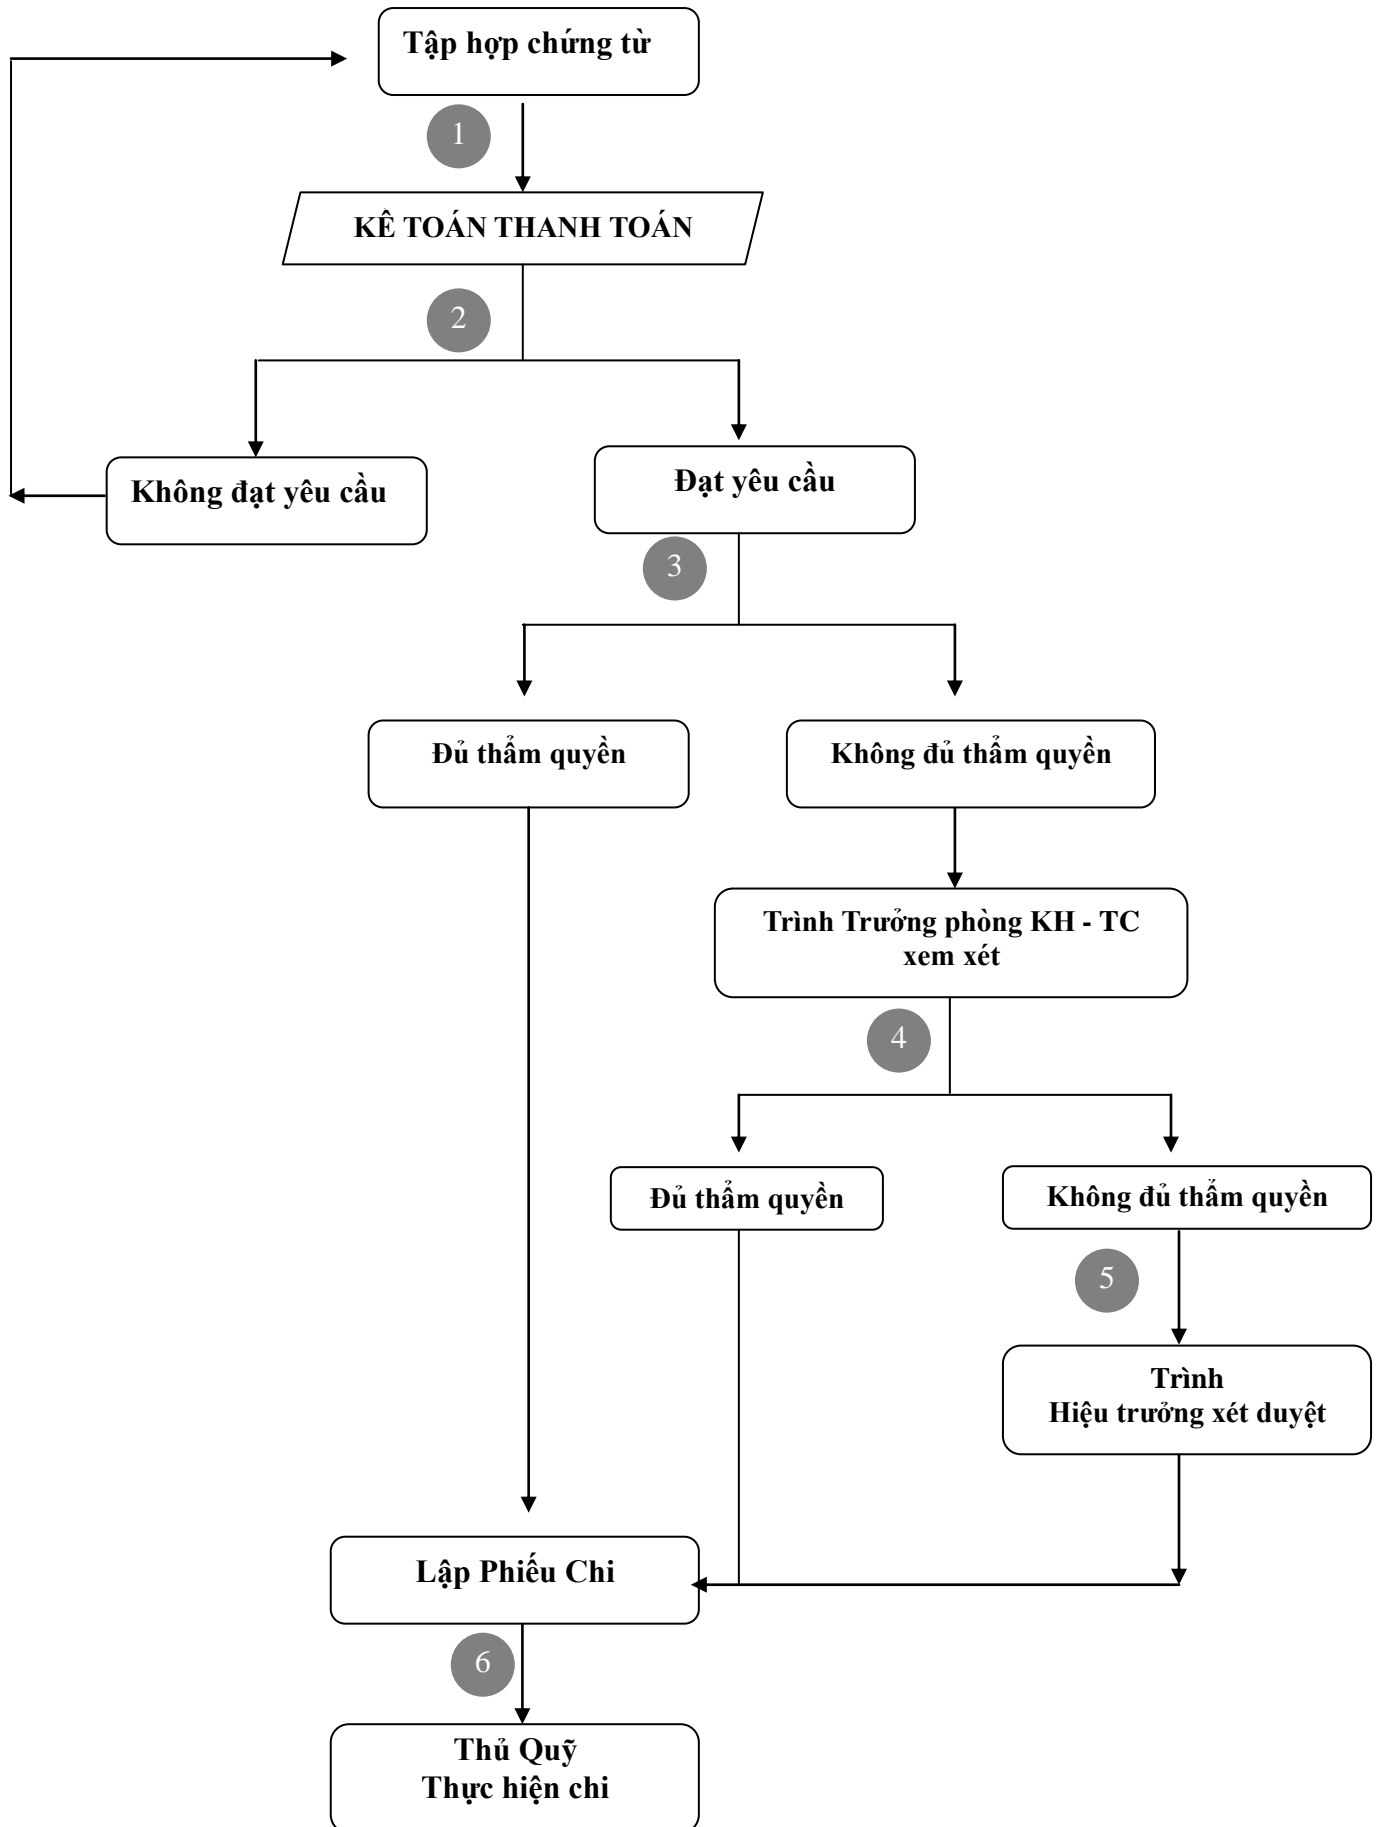 Tập hợp chứng từ
1
KẾ TOÁN THANH TOÁN
2
Không đạt yêu cầu
Đạt yêu cầu
3
Đủ thẩm quyền
Không đủ thẩm quyền
Trình Trưởng phòng KH - TC
xem xét
4
Đủ thẩm quyền
Không đủ thẩm quyền
5
Trình
Hiệu trưởng xét duyệt
Lập Phiếu Chi
6
Thủ Quỹ
Thực hiện chi